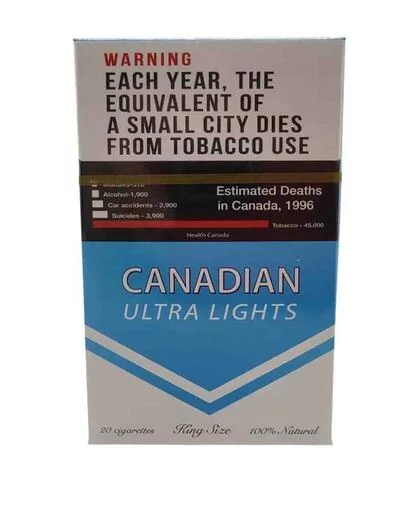 WARNING
EACH YEAR, THE
EQUIVALENT OF
A SMALL CITY DIES
FROM TOBACCO USE
Murders-510
Alcohol-1,900
Car accidents - 2,900
Suicides - 3,900
Estimated Deaths
in Canada, 1996
Tobacco - 45,000
Health Canada
CANADIAN
ULTRA LIGHTS
20 cigarettes King Size 100% Natural